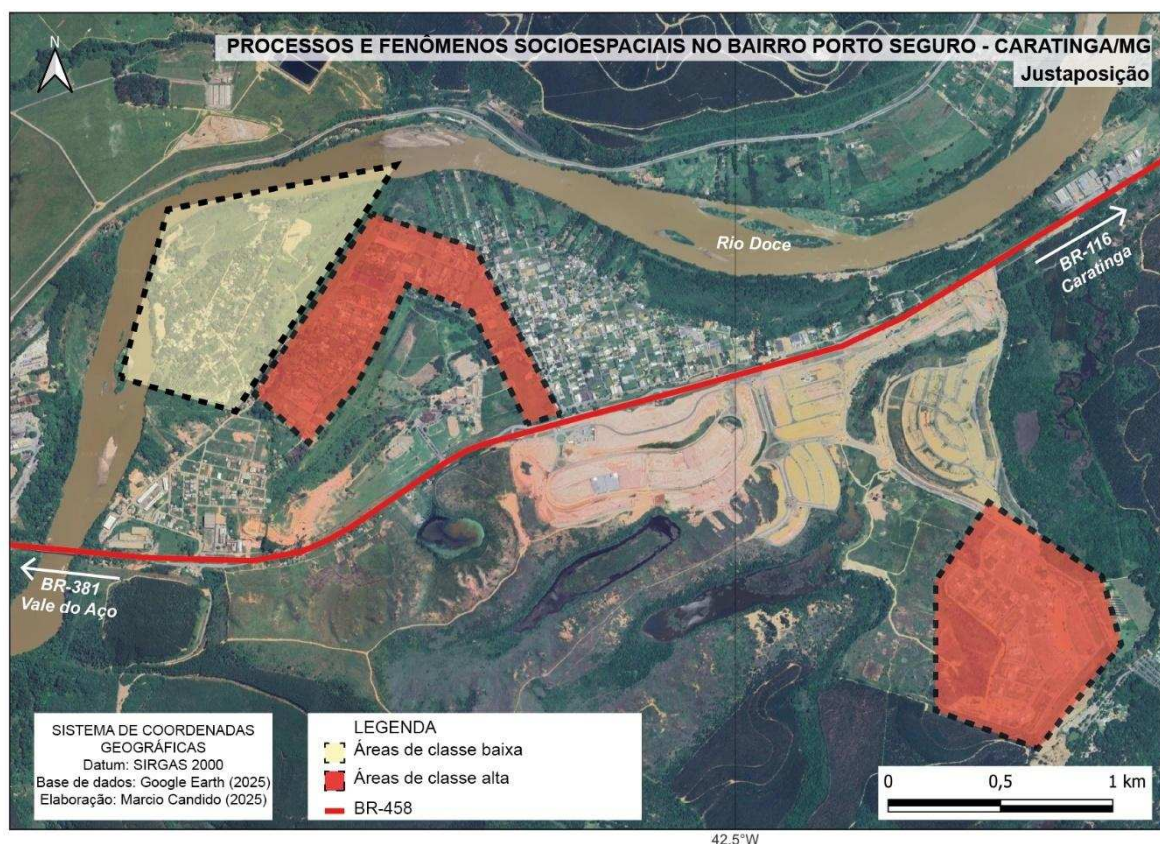 PROCESSOS E FENÔMENOS SOCIOESPACIAIS NO BAIRRO PORTO SEGURO - CARATINGA/MG
Justaposição
N
Rio Doce
BR-116
Caratinga
BR-381
Vale do Aço
SISTEMA DE COORDENADAS
GEOGRÁFICAS
Datum: SIRGAS 2000
Base de dados: Google Earth (2025)
Elaboração: Marcio Candido (2025)
LEGENDA
Áreas de classe baixa
Áreas de classe alta
BR-458
0 0,5 1 km
42.5°W